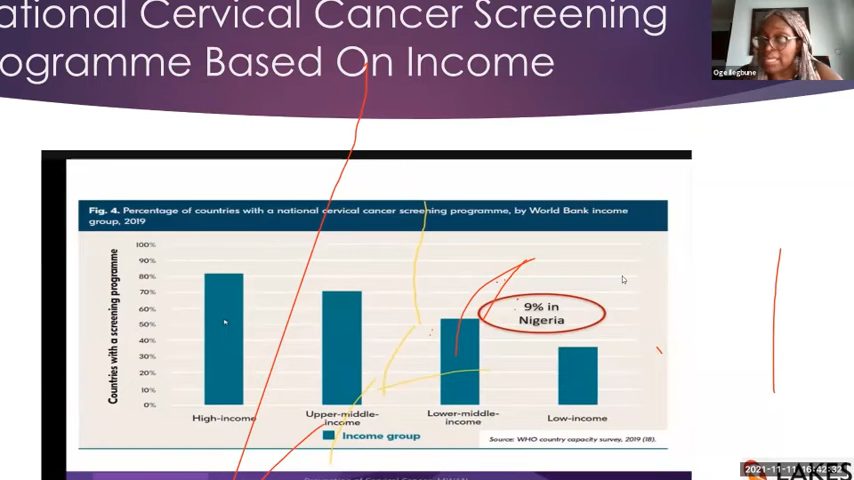 ational Cervical Cancer Screening
ogramme Based On Income
Oge Ilegbune
Fig. 4. Percentage of countries with a national cervical cancer screening programme, by World Bank income
group, 2019
Countries with a screening programme
100%
90%
80%
70%
60%
50%
40%
30%
20%
10%
0%
9% in
Nigeria
High-income
Upper-middle-
income
Lower-middle-
income
Low-income
Income group
Source: WHO country capacity survey, 2019 (18).
2021-11-11 16:42:32
LAKES